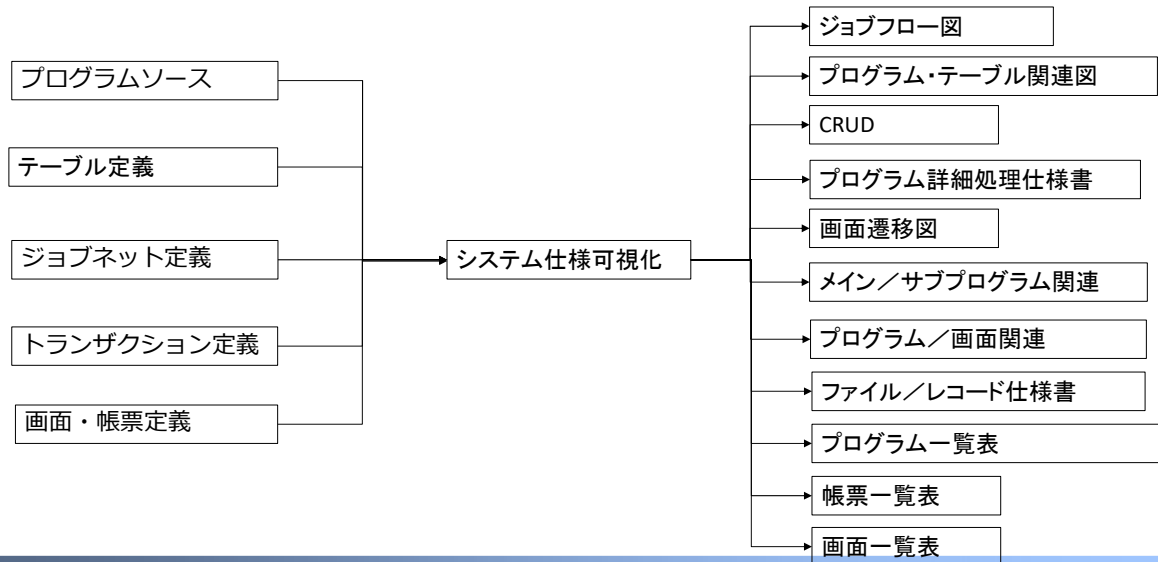 プログラムソース
テーブル定義
ジョブネット定義
トランザクション定義
画面・帳票定義
システム仕様可視化
ジョブフロー図
プログラム・テーブル関連図
CRUD
プログラム詳細処理仕様書
画面遷移図
メイン／サブプログラム関連
プログラム／画面関連
ファイル／レコード仕様書
プログラム一覧表
帳票一覧表
画面一覧表